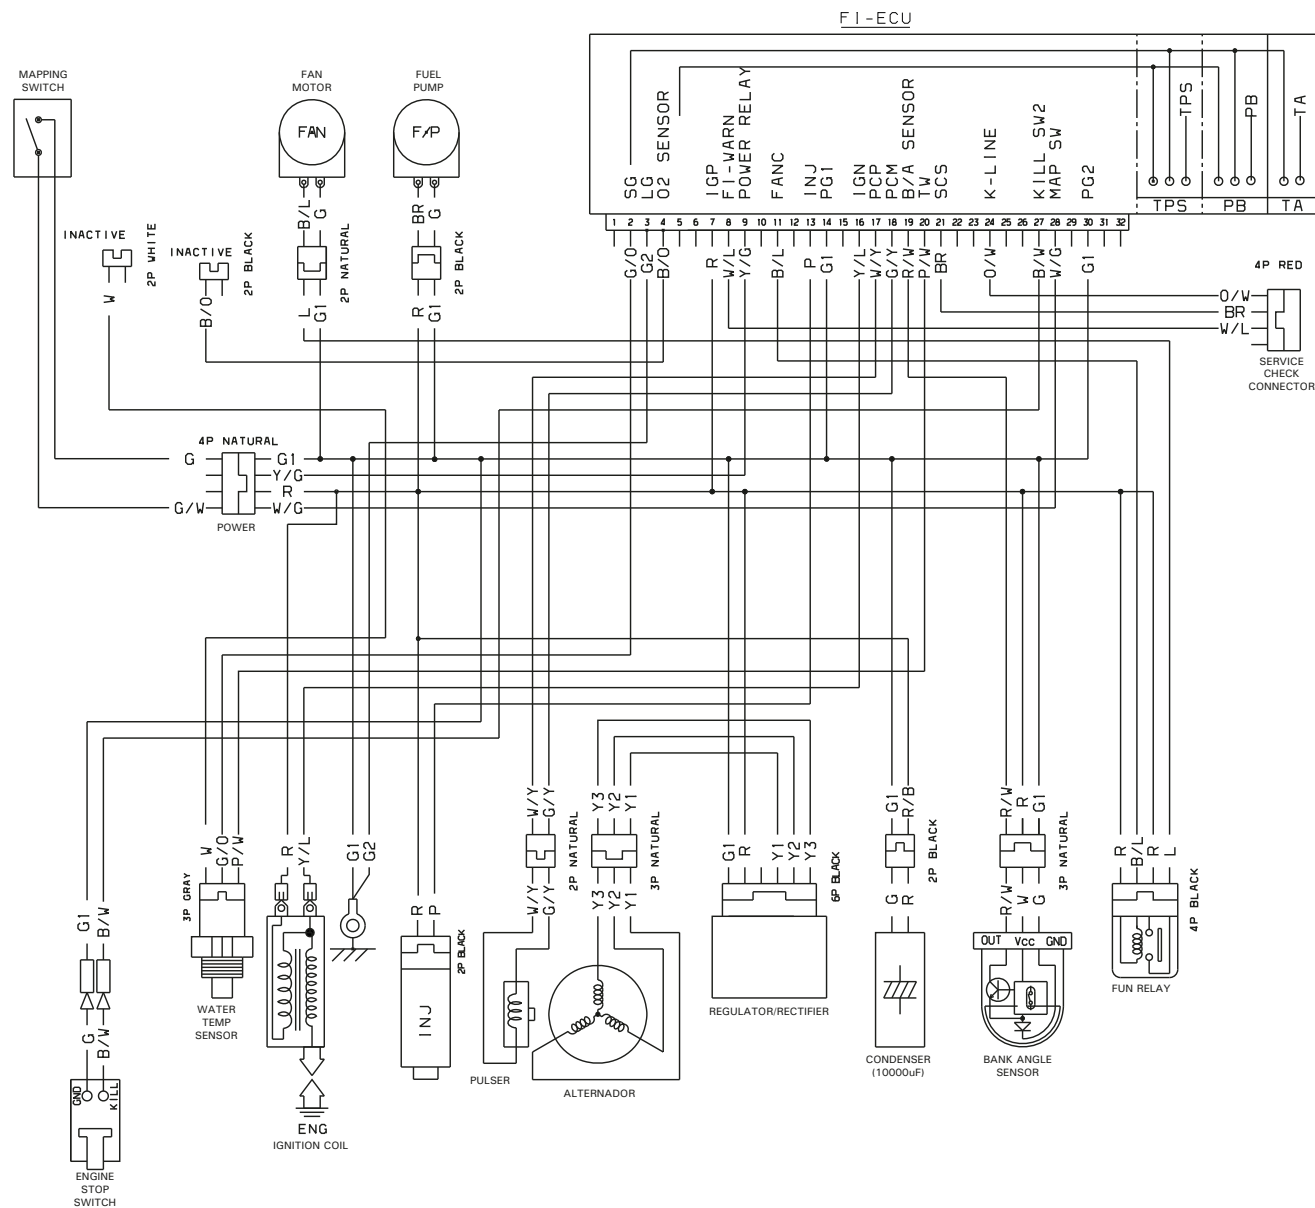 FI-ECU
MAPPING
SWITCH
FAN
MOTOR
FUEL
PUMP
FAN
F/P
SG
LG
O2 SENSOR
IGP
FI-WARN
POWER RELAY
FANC
INJ
PG1
IGN
PCP
PCM
B/A SENSOR
TW
SCS
K-LINE
KILL SW2
MAP SW
PG2
TPS
PB
TA
TPS
PB
TA
1 2 3 4 5 6 7 8 9 10 11 12 13 14 15 16 17 18 19 20 21 22 23 24 25 26 27 28 29 30 31 32
B/L
G
BR
G
INACTIVE
2P WHITE
INACTIVE
2P BLACK
2P NATURAL
2P BLACK
G/O
G2
B/O
R
W/L
Y/G
B/L
P
G1
Y/L
W/Y
G/Y
R/W
P/W
BR
O/W
B/W
W/G
G1
4P RED
O/W
BR
W/L
SERVICE
CHECK
CONNECTOR
W
B/O
L
G1
R
G1
4P NATURAL
G
G1
Y/G
R
G/W
W/G
POWER
W/Y
G/Y
Y3
Y2
Y1
G1
R/B
R/W
R
G1
W
G/O
P/W
R
Y/L
G1
G2
2P NATURAL
3P NATURAL
G1
R
Y1
Y2
Y3
6P BLACK
2P BLACK
3P NATURAL
R
B/L
R
L
4P BLACK
3P GRAY
G1
B/W
R
P
2P BLACK
W/Y
G/Y
Y3
Y2
Y1
G
R
R/W
W
G
OUT
Vcc
GND
WATER
TEMP
SENSOR
INJ
REGULATOR/RECTIFIER
FUN RELAY
G
B/W
CONDENSER
(10000uF)
BANK ANGLE
SENSOR
PULSER
ALTERNADOR
GND
KILL
ENG
IGNITION COIL
ENGINE
STOP
SWITCH